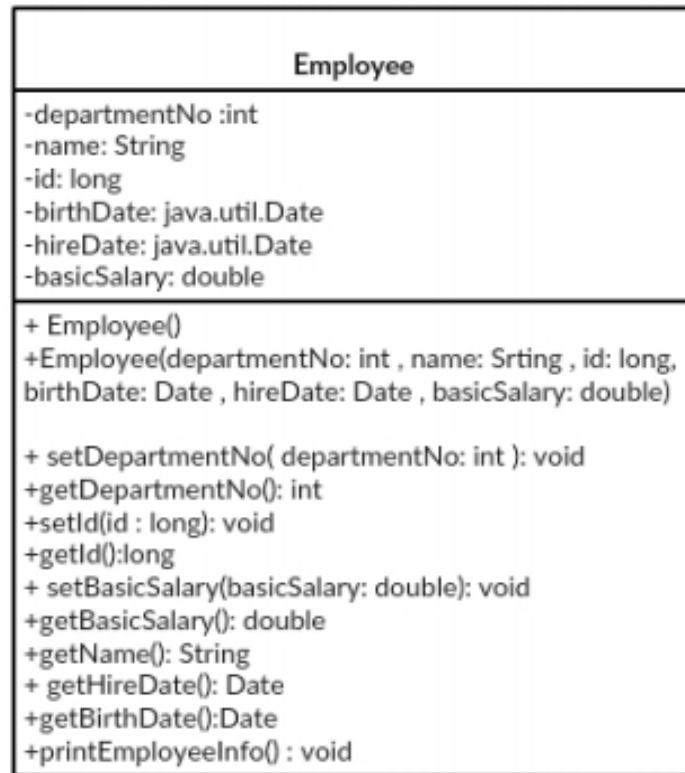 Employee
-departmentNo :int
-name: String
-id: long
-birthDate: java.util.Date
-hireDate: java.util.Date
-basicSalary: double
+ Employee()
+Employee(departmentNo: int , name: Srting , id: long,
birthDate: Date , hireDate: Date , basicSalary: double)
+ setDepartmentNo( departmentNo: int ): void
+getDepartmentNo(): int
+setId(id : long): void
+getId():long
+ setBasicSalary(basicSalary: double): void
+getBasicSalary(): double
+getName(): String
+ getHireDate(): Date
+getBirthDate():Date
+printEmployeeInfo() : void